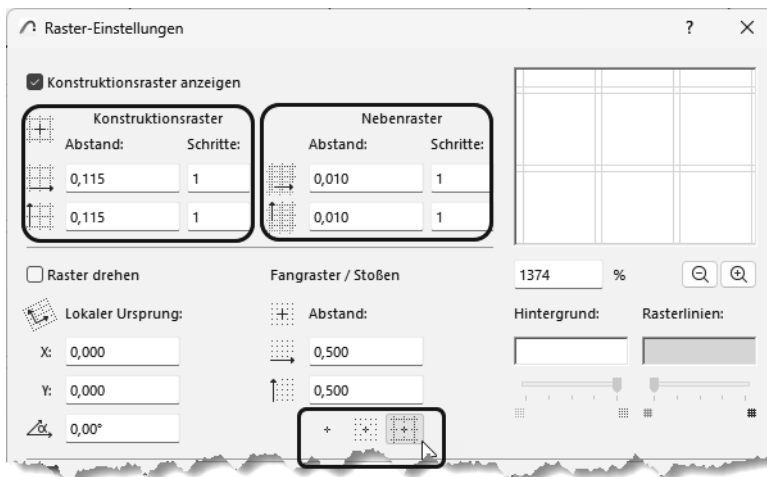 Raster-Einstellungen ? ×
Konstruktionsraster anzeigen
Konstruktionsraster Nebenraster
Abstand: Schritte: Abstand: Schritte:
0,115 1 0,010 1
0,115 1 0,010 1
Raster drehen Fangraster / Stoßen 1374 %
Lokaler Ursprung: Abstand: Hintergrund: Rasterlinien:
X: 0,000 0,500
Y: 0,000 0,500
α 0,00°